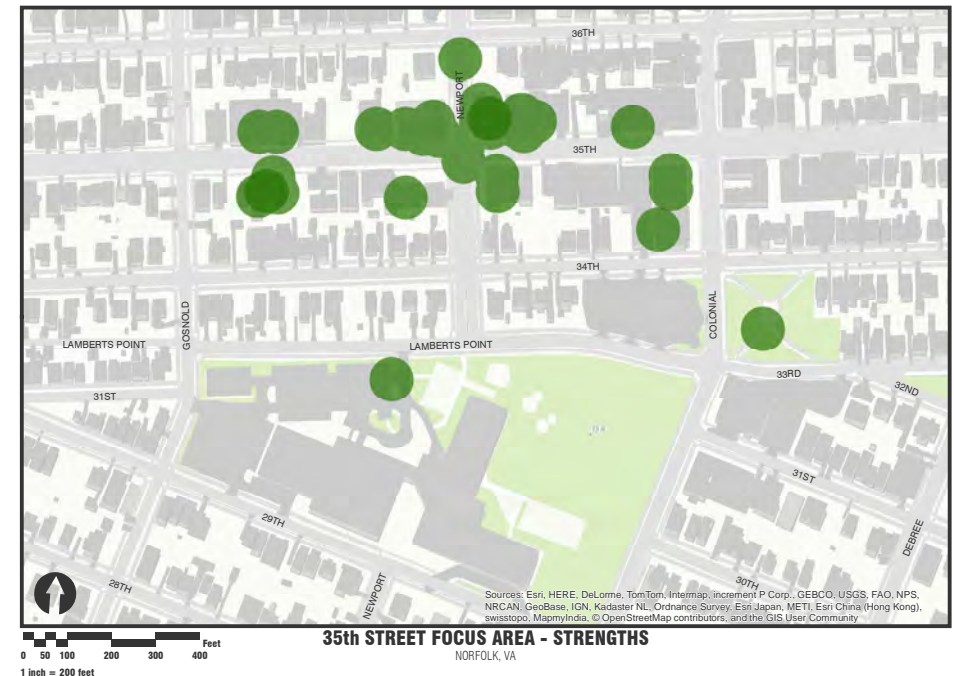 36TH
NEWPORT
35TH
34TH
GOSNOLD
COLONIAL
LAMBERTS POINT
LAMBERTS POINT
33RD
32ND
31ST
31ST
29TH
DEBREE
28TH
NEWPORT
30TH
Sources: Esri, HERE, DeLorme, TomTom, Intermap, increment P Corp., GEBCO, USGS, FAO, NPS,
NRCAN, GeoBase, IGN, Kadaster NL, Ordnance Survey, Esri Japan, METI, Esri China (Hong Kong),
swisstopo, MapmyIndia, © OpenStreetMap contributors, and the GIS User Community
Feet
0 50 100 200 300 400
1 inch = 200 feet
35th STREET FOCUS AREA - STRENGTHS
NORFOLK, VA